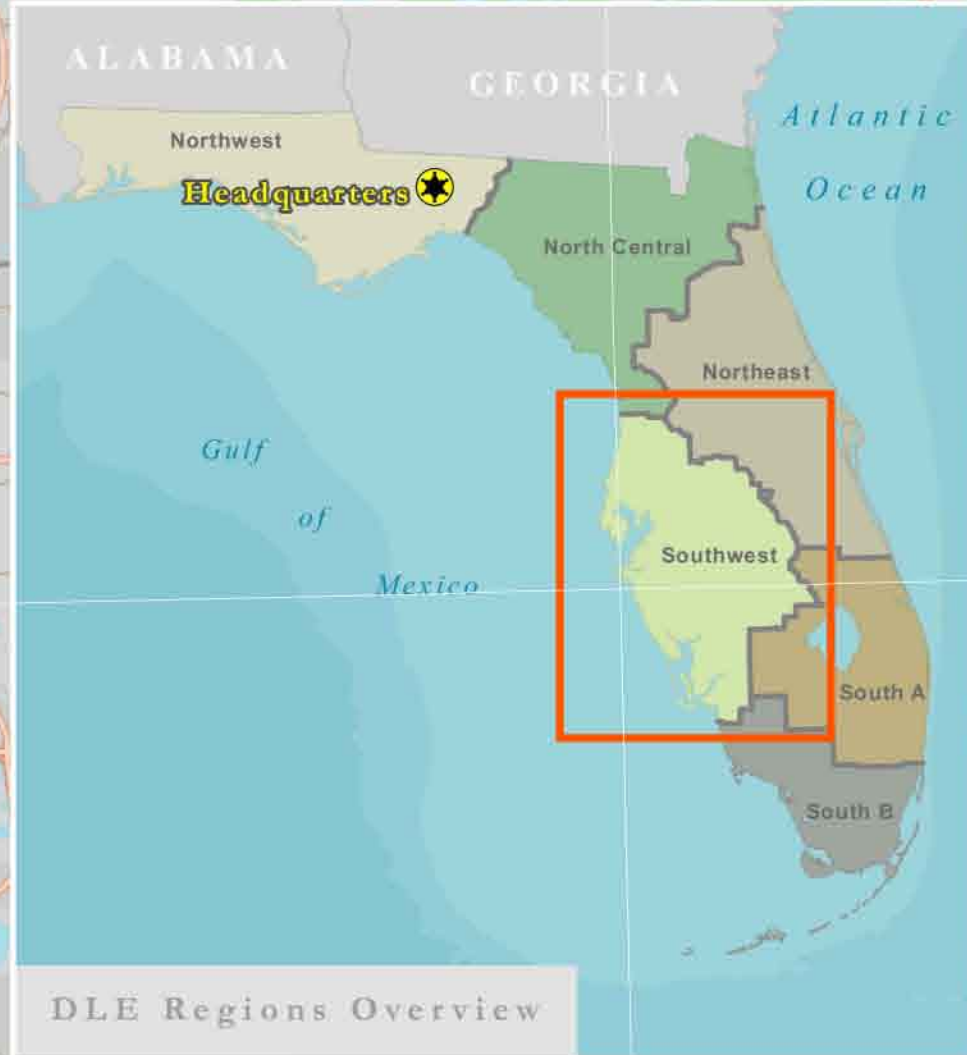 ALABAMA
GEORGIA
Atlantic
Ocean
Northwest
Headquarters
North Central
Northeast
Gulf
of
Mexico
Southwest
South A
South B
DLE Regions Overview